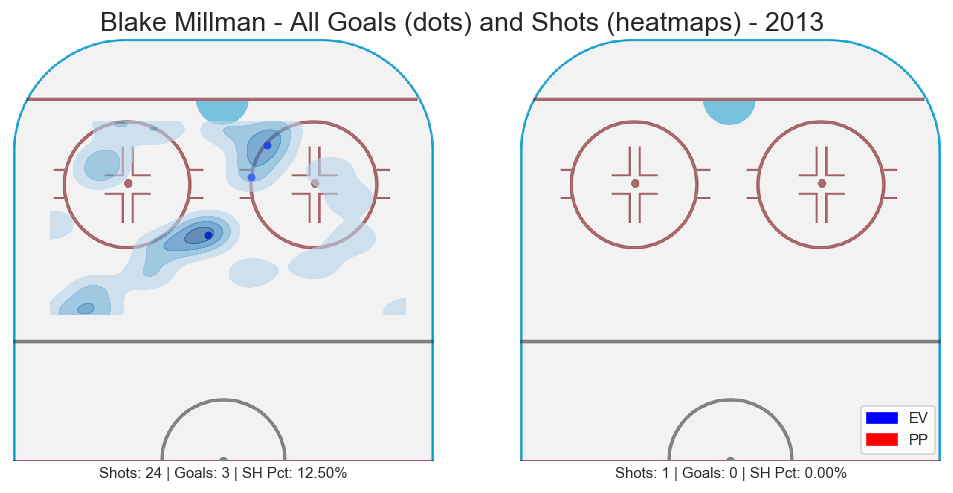 Blake Millman - All Goals (dots) and Shots (heatmaps) - 2013
EV
PP
Shots: 24 | Goals: 3 | SH Pct: 12.50%
Shots: 1 | Goals: 0 | SH Pct: 0.00%